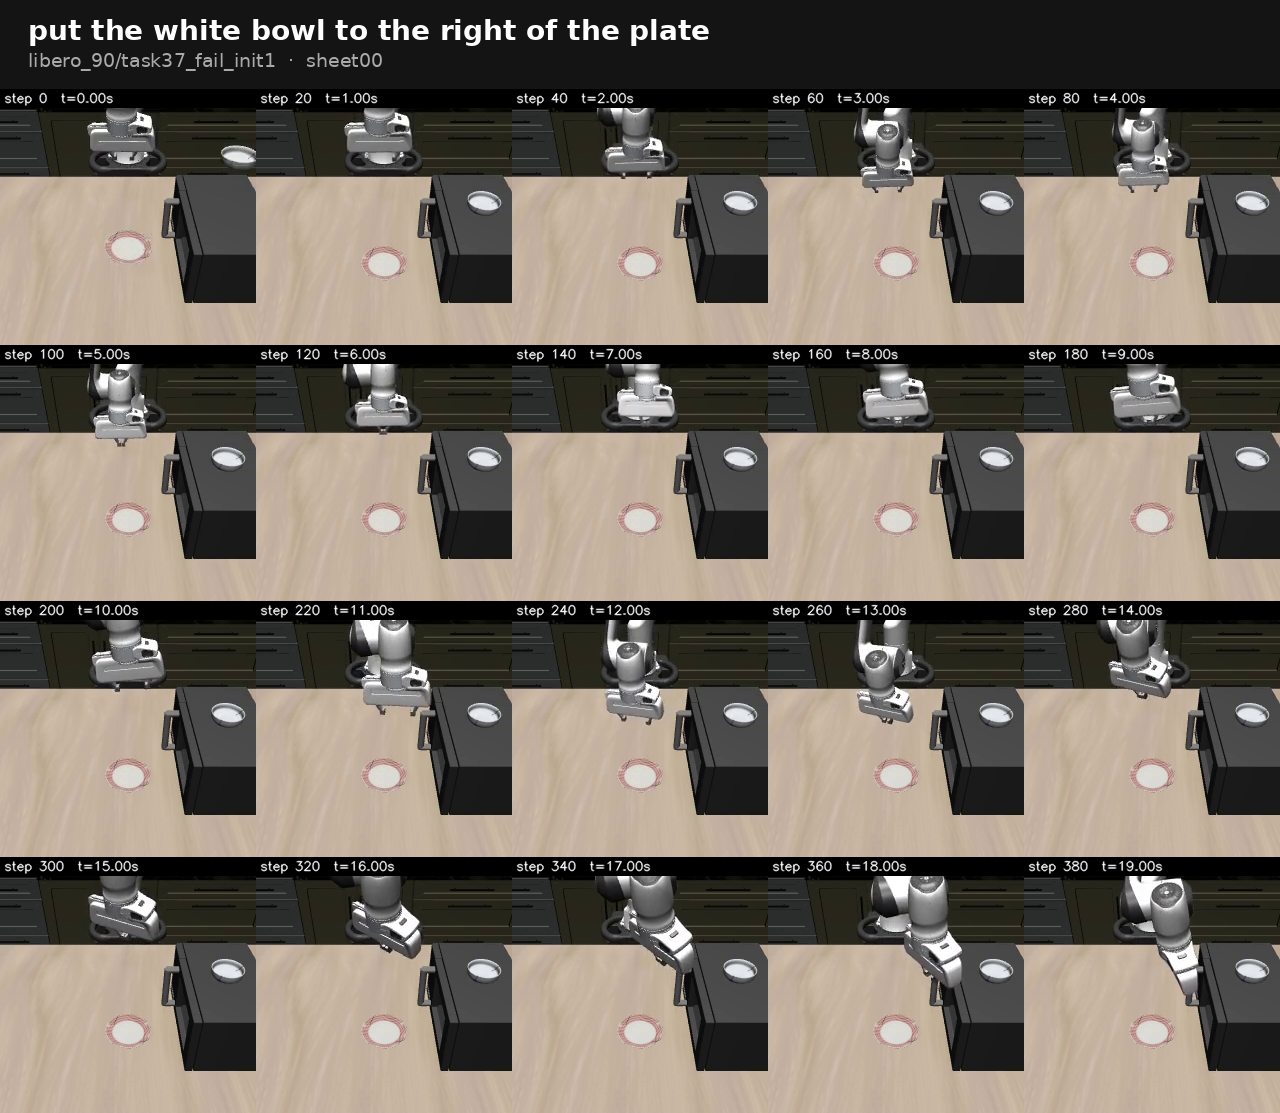 put the white bowl to the right of the plate
libero_90/task37_fail_init1 · sheet00
step 0 t=0.00s
step 20 t=1.00s
step 40 t=2.00s
step 60 t=3.00s
step 80 t=4.00s
step 100 t=5.00s
step 120 t=6.00s
step 140 t=7.00s
step 160 t=8.00s
step 180 t=9.00s
step 200 t=10.00s
step 220 t=11.00s
step 240 t=12.00s
step 260 t=13.00s
step 280 t=14.00s
step 300 t=15.00s
step 320 t=16.00s
step 340 t=17.00s
step 360 t=18.00s
step 380 t=19.00s